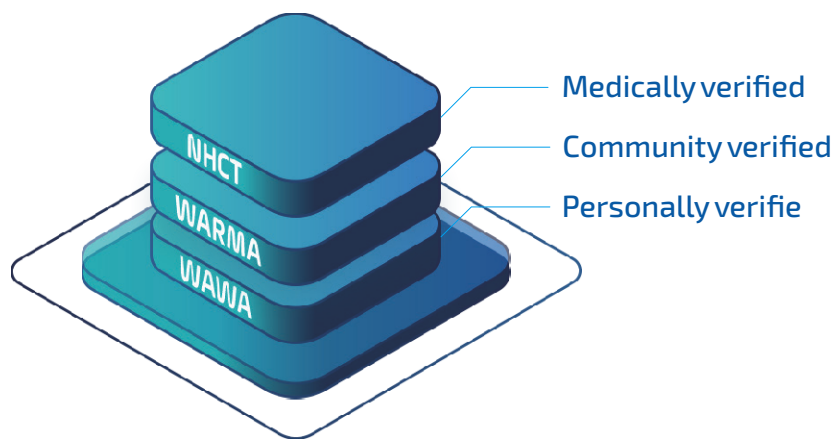 NHCT
Medically verified
WARMA
Community verified
WAWA
Personally verifie